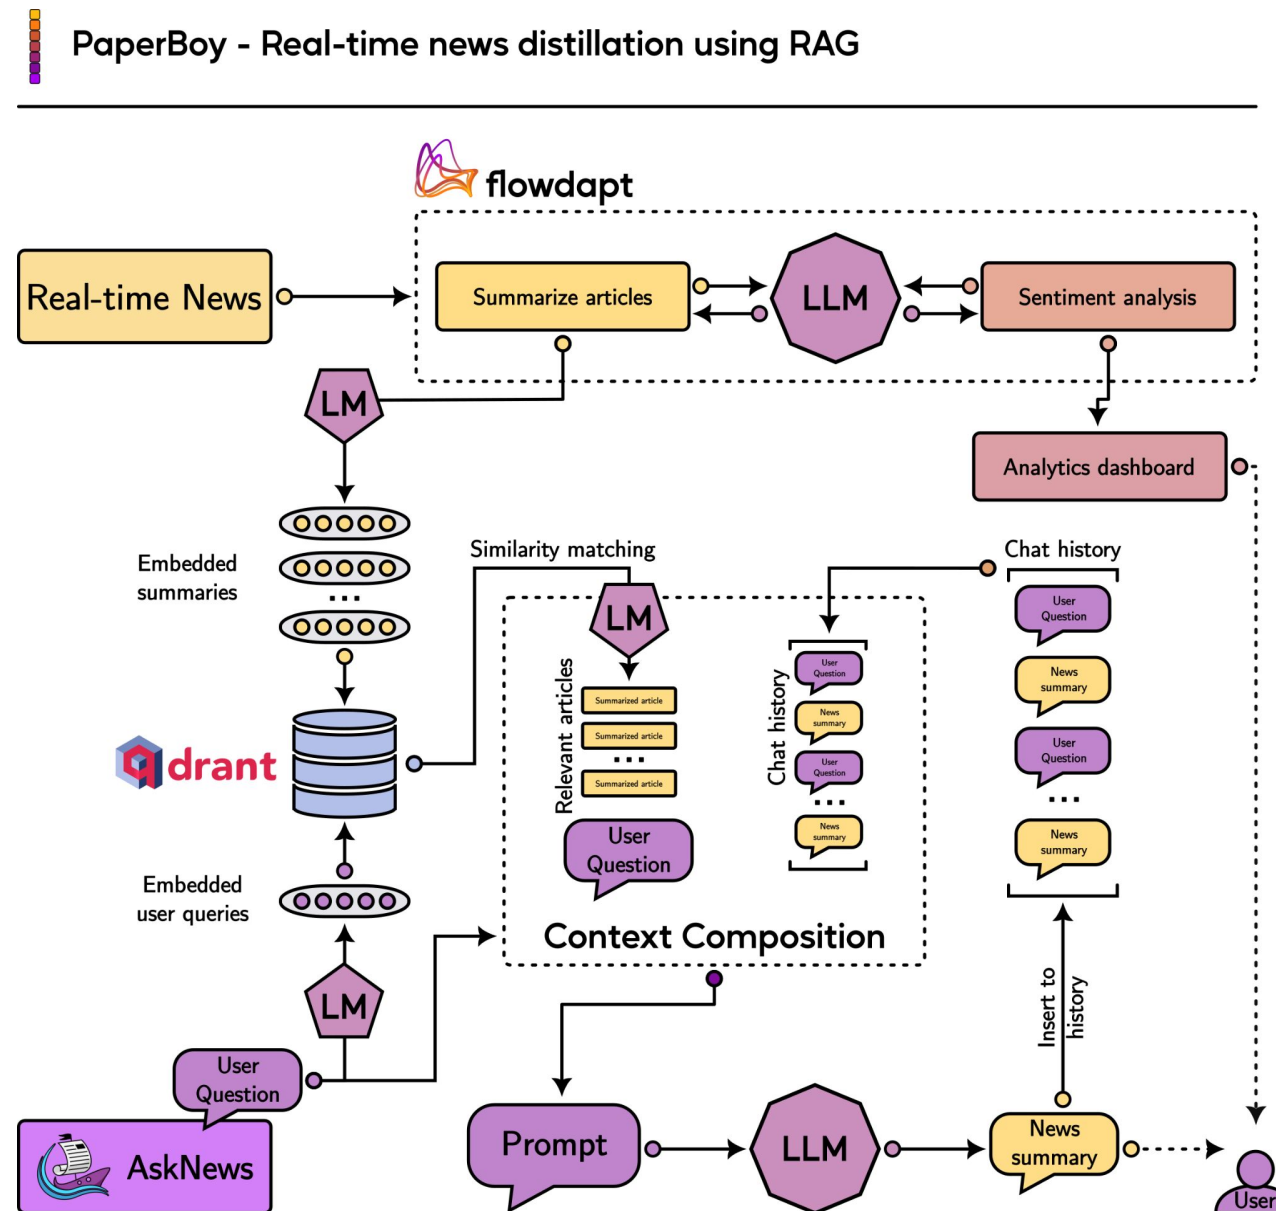 PaperBoy - Real-time news distillation using RAG
flowdapt
Real-time News
Summarize articles
LLM
Sentiment analysis
LM
Analytics dashboard
Embedded
summaries
...
Similarity matching
Chat history
LM
User
Question
News
summary
User
Question
...
News
summary
Relevant articles
Summarized article
Summarized article
...
Summarized article
User
Question
Chat history
User
Question
News
summary
User
Question
...
News
summary
qdrant
Embedded
user queries
Context Composition
LM
Insert to
history
User
Question
AskNews
Prompt
LLM
News
summary
User